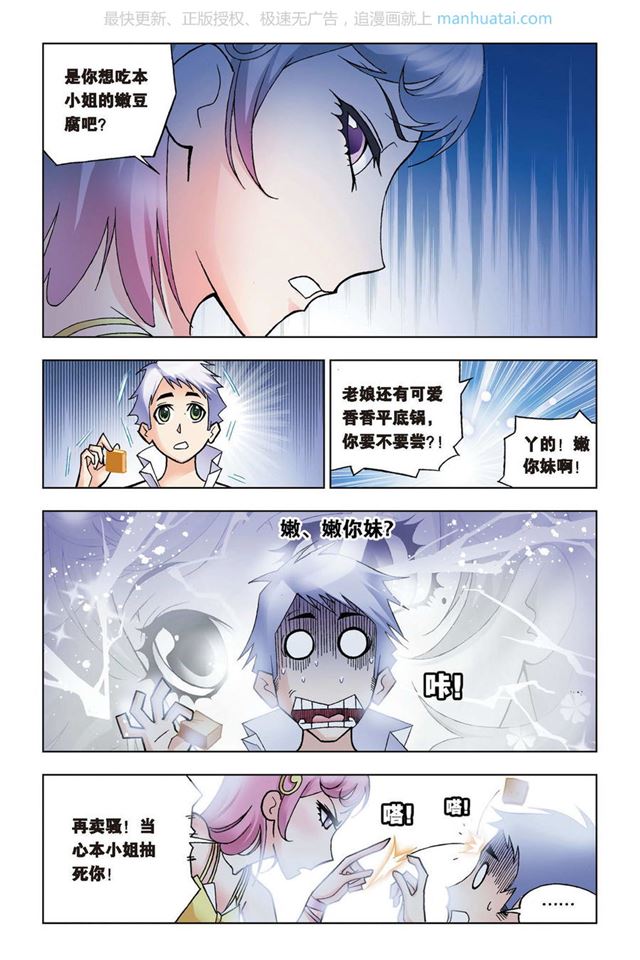 最快更新、正版授权、极速无广告，追漫画就上 manhuatai.com
是你想吃本
小姐的嫩豆
腐吧？
老娘还有可爱
香香平底锅，
你要不要尝？！
丫的！嫩
你妹啊！
嫩、嫩你妹？
咔！
再卖骚！当
心本小姐抽
死你！
嗒！
嗒！
……